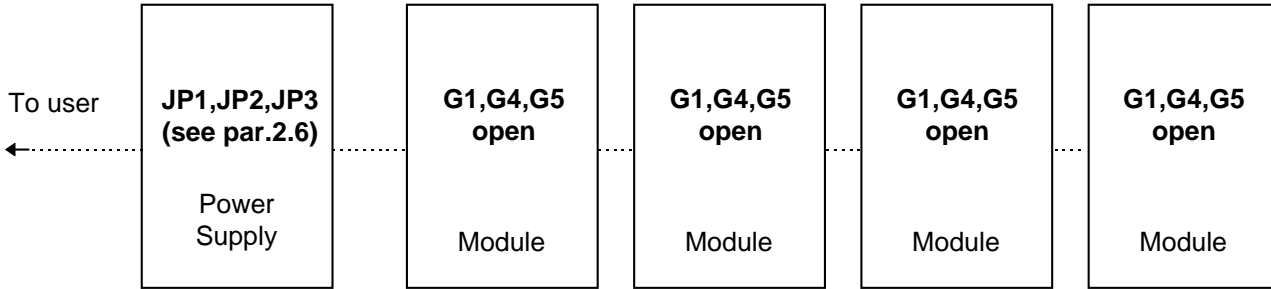 To user
JP1,JP2,JP3
(see par.2.6)
Power
Supply
G1,G4,G5
open
Module
G1,G4,G5
open
Module
G1,G4,G5
open
Module
G1,G4,G5
open
Module